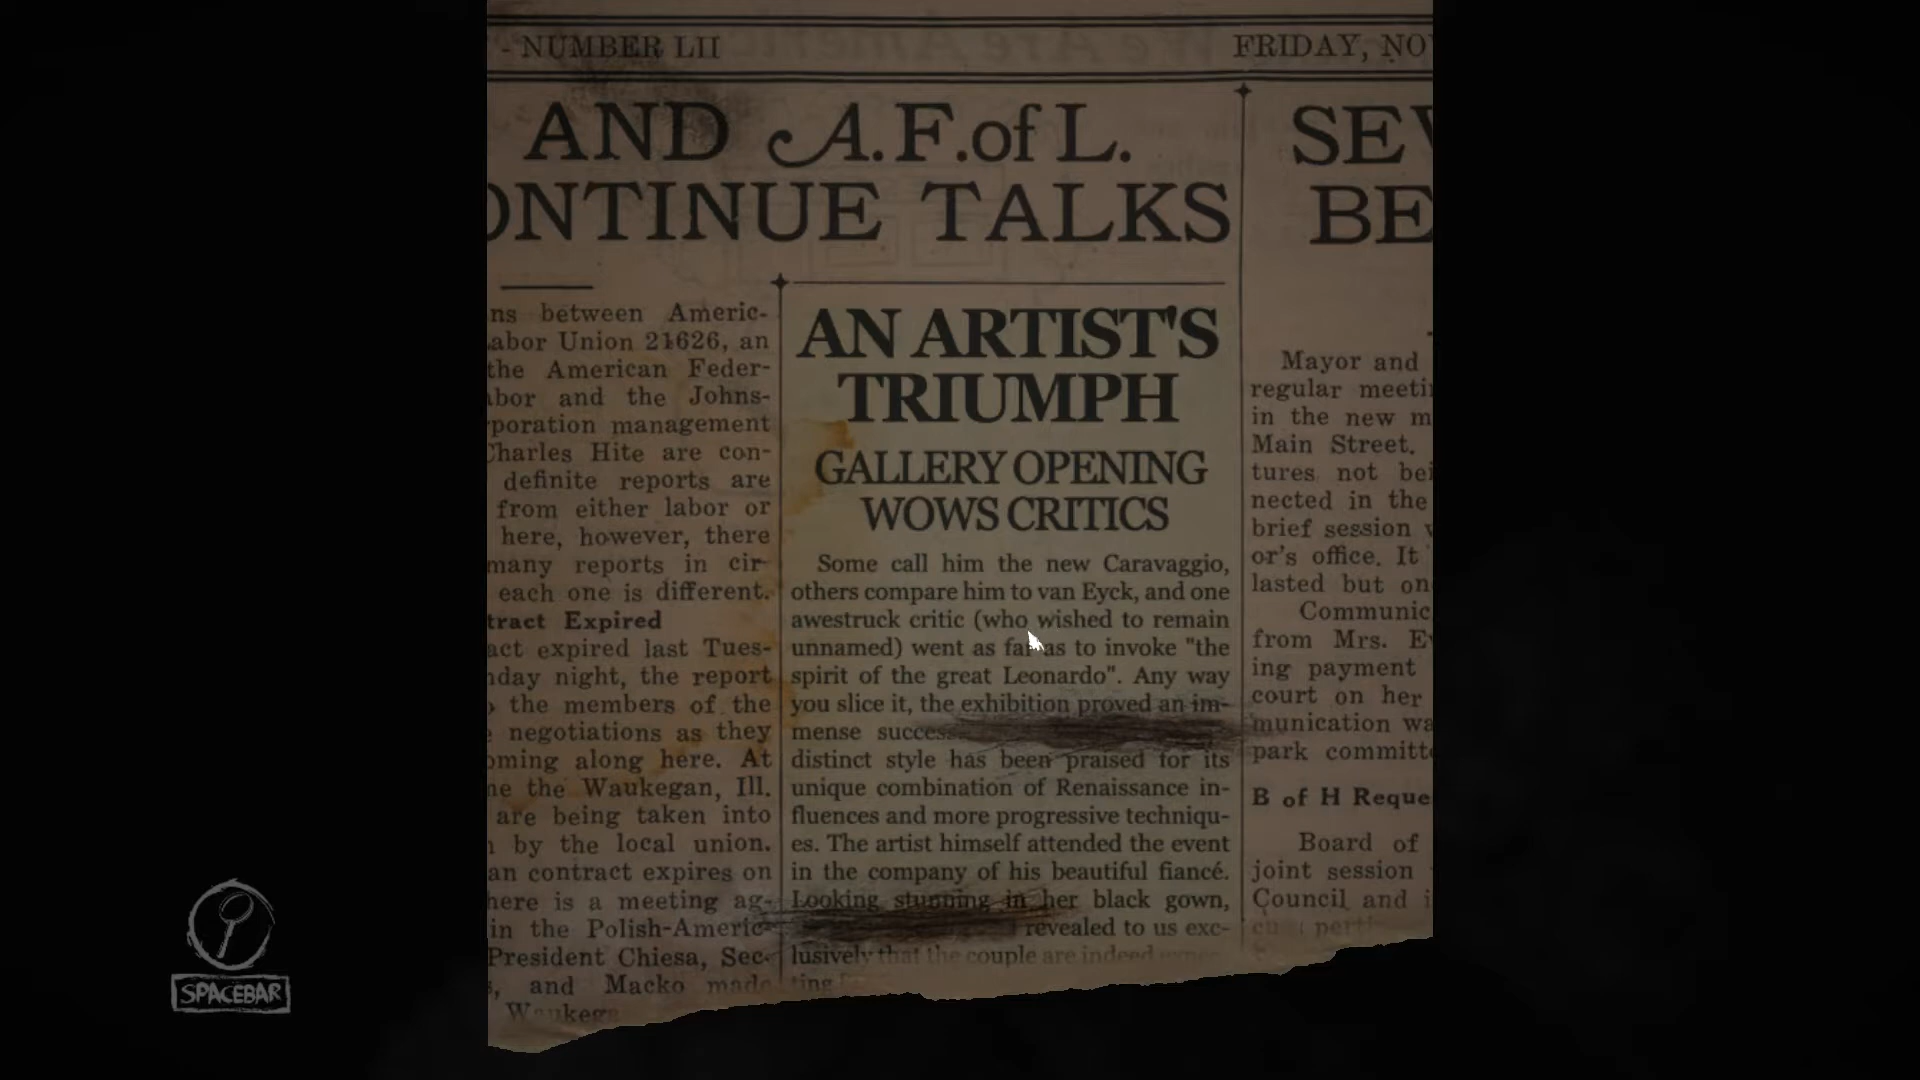 - NUMBER LII
FRIDAY, NO
AND A.F.of L.
ONTINUE TALKS
SEV
BE
ns between Americ-
abor Union 21626, an
the American Feder-
abor and the Johns-
rporation management
Charles Hite are con-
definite reports are
from either labor or
here, however, there
many reports in cir-
each one is different.
tract Expired
act expired last Tues-
nday night, the report
the members of the
negotiations as they
oming along here. At
ne the Waukegan, Ill.
are being taken into
by the local union.
an contract expires on
here is a meeting ag-
in the Polish-Americ-
President Chiesa, Sec-
, and Macko made
Waukega
AN ARTIST'S
TRIUMPH
GALLERY OPENING
WOWS CRITICS
Some call him the new Caravaggio,
others compare him to van Eyck, and one
awestruck critic (who wished to remain
unnamed) went as far as to invoke "the
spirit of the great Leonardo". Any way
you slice it, the exhibition proved an im-
mense success
distinct style has been praised for its
unique combination of Renaissance in-
fluences and more progressive techniqu-
es. The artist himself attended the event
in the company of his beautiful fiancé.
Looking stunning in her black gown,
revealed to us exc-
lusively that the couple are indeed expec-
ting
Mayor and
regular meeti
in the new m
Main Street.
tures not bei
nected in the
brief session
or's office. It
lasted but on
Communic
from Mrs. E
ing payment
court on her
munication wa
park committe
B of H Reque
Board of
joint session
Council and i
SPACEBAR